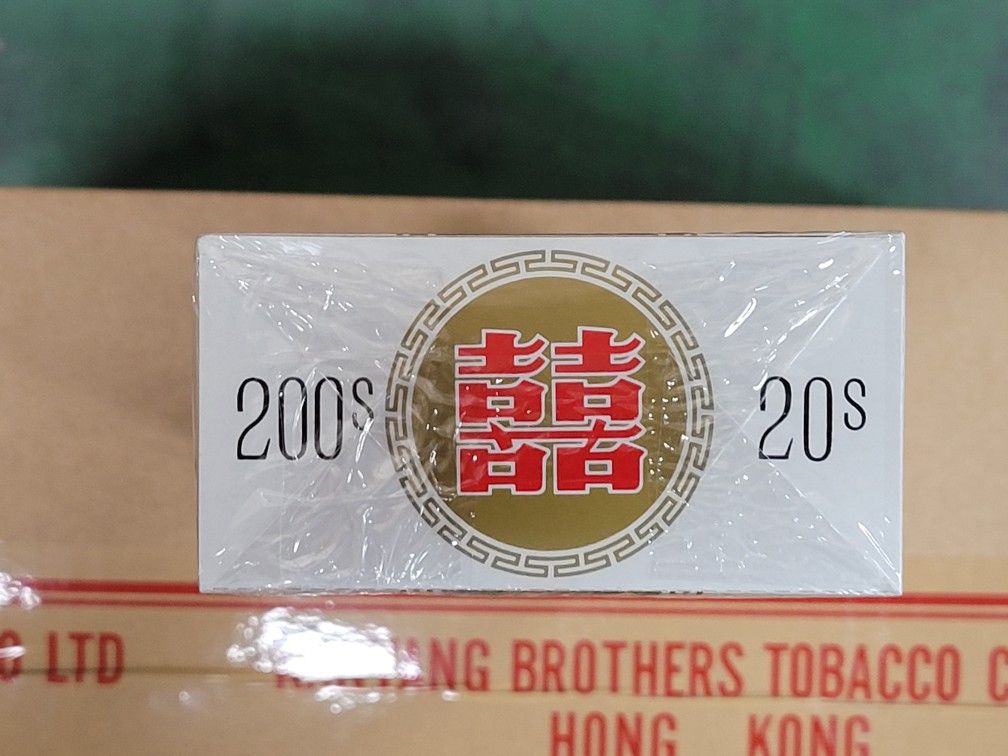 200s 囍 20s
LTD
BROTHERS TOBACCO
HONG KONG